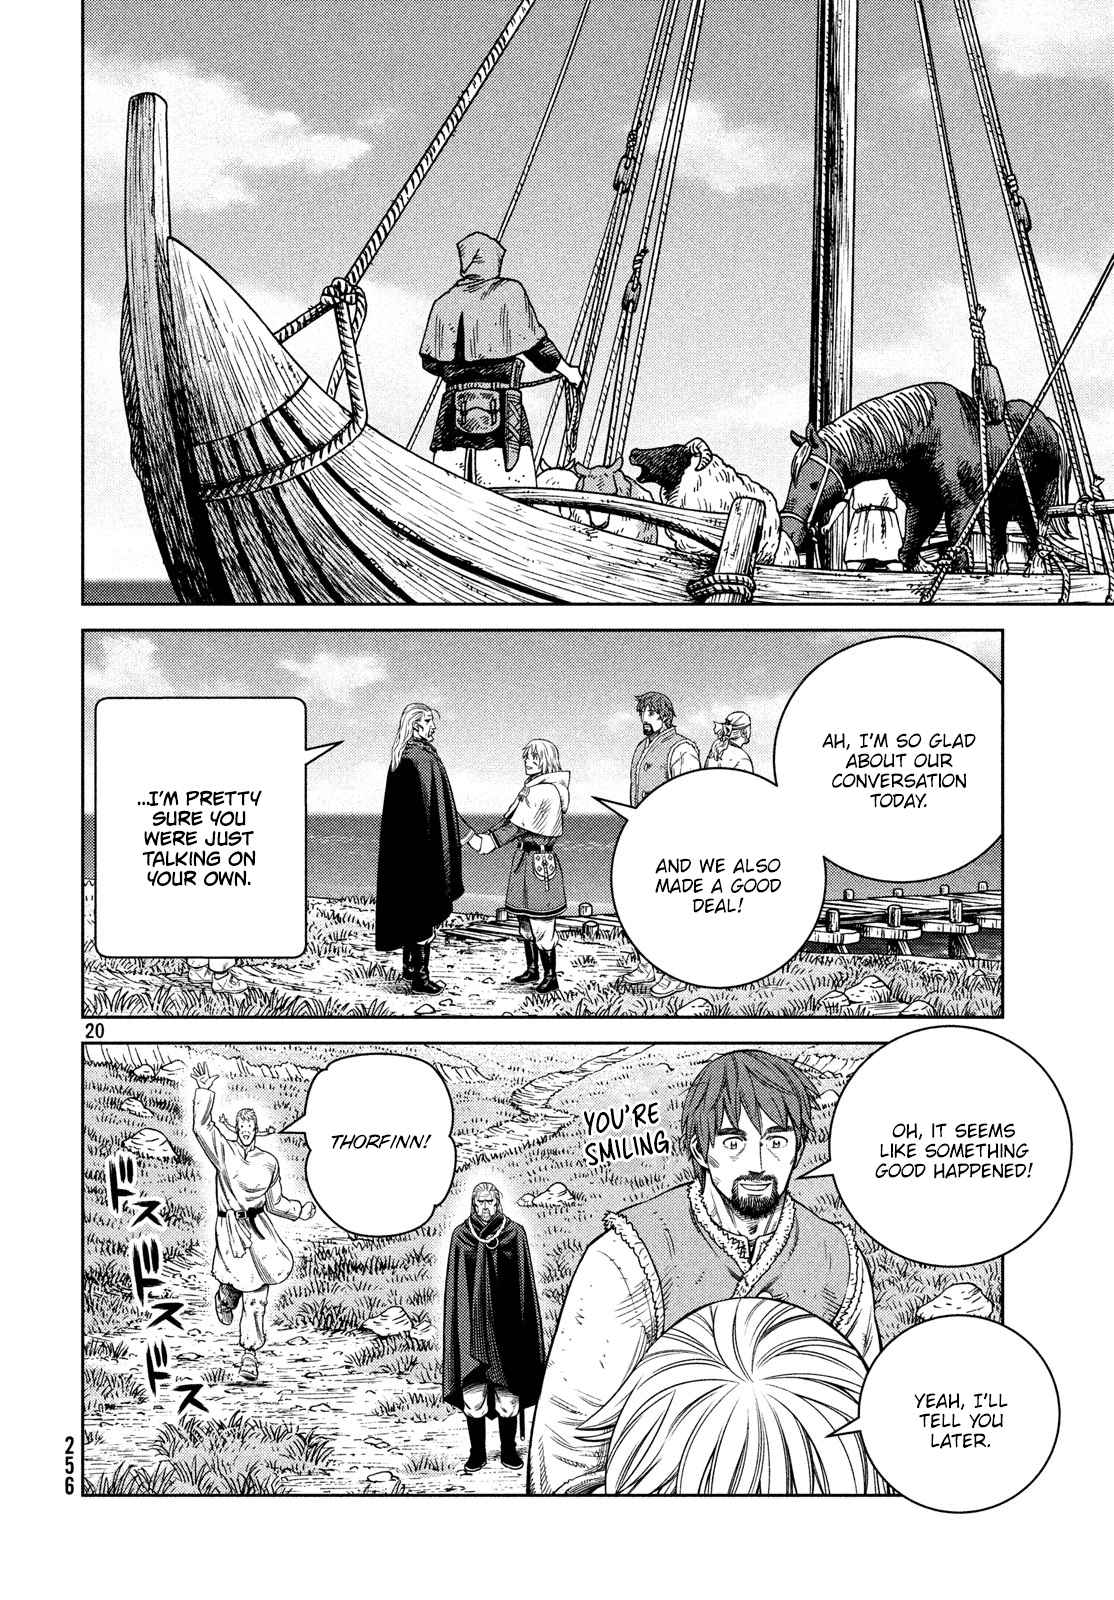 AH, I'M SO GLAD
ABOUT OUR
CONVERSATION
TODAY.
AND WE ALSO
MADE A GOOD
DEAL!
...I'M PRETTY
SURE YOU
WERE JUST
TALKING ON
YOUR OWN.
20
OH, IT SEEMS
LIKE SOMETHING
GOOD HAPPENED!
YOU'RE
SMILING
THORFINN!
ドス
ドス
ドス
YEAH, I'LL
TELL YOU
LATER.
256